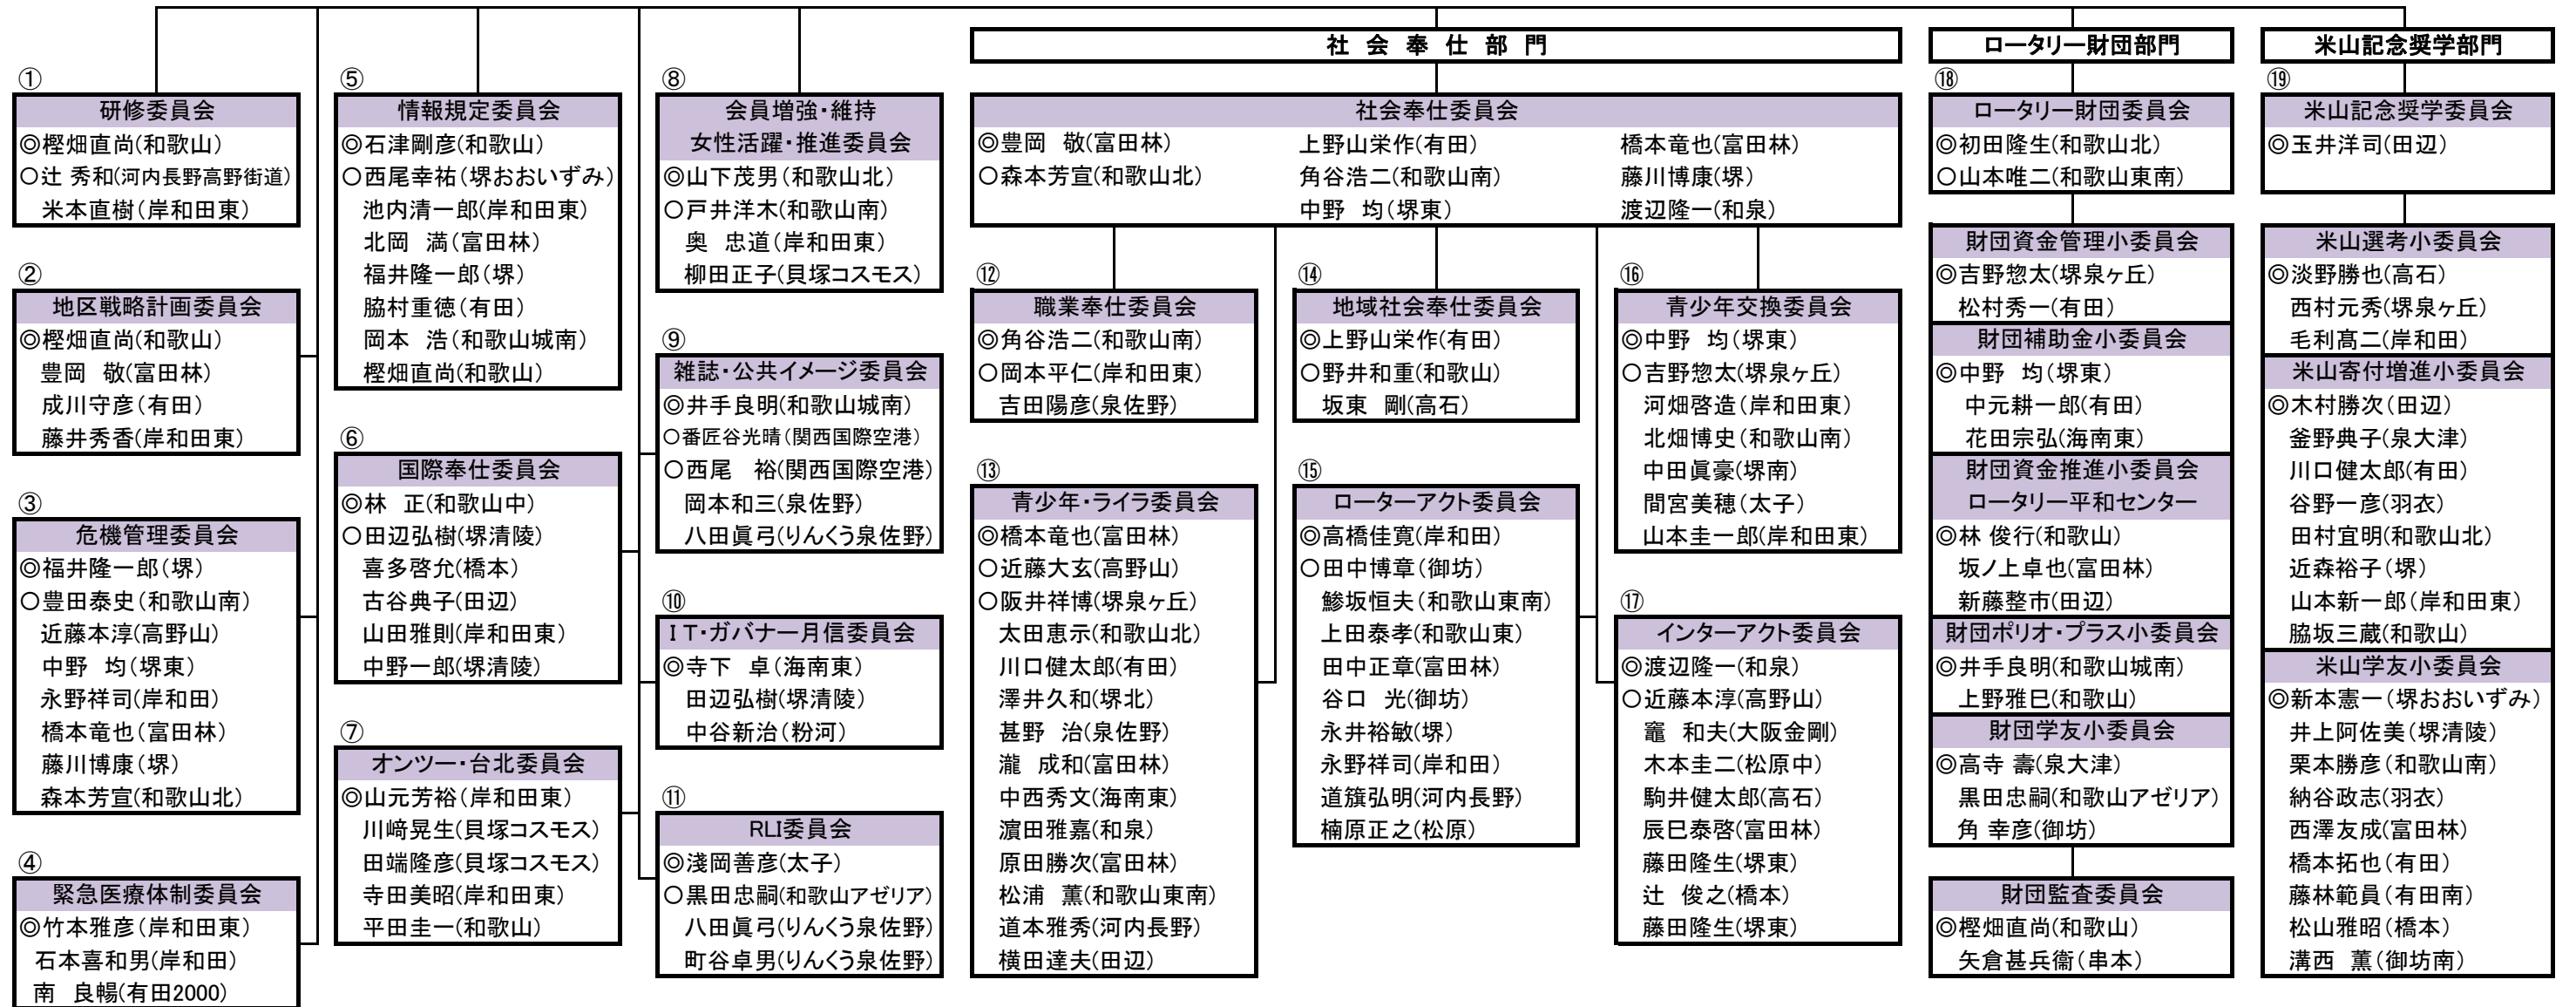 社 会 奉 仕 部 門
ロータリー財団部門
米山記念奨学部門
①
研修委員会
◎樫畑直尚(和歌山)
○辻 秀和(河内長野高野街道)
米本直樹(岸和田東)
②
地区戦略計画委員会
◎樫畑直尚(和歌山)
豊岡　敬(富田林)
成川守彦(有田)
藤井秀香(岸和田東)
③
危機管理委員会
◎福井隆一郎(堺)
○豊田泰史(和歌山南)
近藤本淳(高野山)
中野　均(堺東)
永野祥司(岸和田)
橋本竜也(富田林)
藤川博康(堺)
森本芳宣(和歌山北)
④
緊急医療体制委員会
◎竹本雅彦(岸和田東)
石本喜和男(岸和田)
南　良暢(有田2000)
⑤
情報規定委員会
◎石津剛彦(和歌山)
○西尾幸祐(堺おおいずみ)
池内清一郎(岸和田東)
北岡　満(富田林)
福井隆一郎(堺)
脇村重徳(有田)
岡本　浩(和歌山城南)
樫畑直尚(和歌山)
⑥
国際奉仕委員会
◎林　正(和歌山中)
○田辺弘樹(堺清陵)
喜多啓允(橋本)
古谷典子(田辺)
山田雅則(岸和田東)
中野一郎(堺清陵)
⑦
オンツー・台北委員会
◎山元芳裕(岸和田東)
川﨑晃生(貝塚コスモス)
田端隆彦(貝塚コスモス)
寺田美昭(岸和田東)
平田圭一(和歌山)
⑧
会員増強・維持
女性活躍・推進委員会
◎山下茂男(和歌山北)
○戸井洋木(和歌山南)
奥　忠道(岸和田東)
柳田正子(貝塚コスモス)
⑨
雑誌・公共イメージ委員会
◎井手良明(和歌山城南)
○番匠谷光晴(関西国際空港)
○西尾　裕(関西国際空港)
岡本和三(泉佐野)
八田眞弓(りんくう泉佐野)
⑩
ＩＴ・ガバナー月信委員会
◎寺下　卓(海南東)
田辺弘樹(堺清陵)
中谷新治(粉河)
⑪
RLI委員会
◎淺岡善彦(太子)
○黒田忠嗣(和歌山アゼリア)
八田眞弓(りんくう泉佐野)
町谷卓男(りんくう泉佐野)
社会奉仕委員会
◎豊岡　敬(富田林)　上野山栄作(有田)　橋本竜也(富田林)
○森本芳宣(和歌山北)　角谷浩二(和歌山南)　藤川博康(堺)
中野　均(堺東)　渡辺隆一(和泉)
⑫
職業奉仕委員会
◎角谷浩二(和歌山南)
○岡本平仁(岸和田東)
吉田陽彦(泉佐野)
⑬
青少年・ライラ委員会
◎橋本竜也(富田林)
○近藤大玄(高野山)
○阪井祥博(堺泉ヶ丘)
太田恵示(和歌山北)
川口健太郎(有田)
澤井久和(堺北)
甚野　治(泉佐野)
瀧　成和(富田林)
中西秀文(海南東)
濵田雅嘉(和泉)
原田勝次(富田林)
松浦　薫(和歌山東南)
道本雅秀(河内長野)
横田達夫(田辺)
⑭
地域社会奉仕委員会
◎上野山栄作(有田)
○野井和重(和歌山)
坂東　剛(高石)
⑮
ローターアクト委員会
◎高橋佳寛(岸和田)
○田中博章(御坊)
鯵坂恒夫(和歌山東南)
上田泰孝(和歌山東)
田中正章(富田林)
谷口　光(御坊)
永井裕敏(堺)
永野祥司(岸和田)
道籏弘明(河内長野)
楠原正之(松原)
⑯
青少年交換委員会
◎中野　均(堺東)
○吉野惣太(堺泉ヶ丘)
河畑啓造(岸和田東)
北畑博史(和歌山南)
中田眞豪(堺南)
間宮美穂(太子)
山本圭一郎(岸和田東)
⑰
インターアクト委員会
◎渡辺隆一(和泉)
○近藤本淳(高野山)
竈　和夫(大阪金剛)
木本圭二(松原中)
駒井健太郎(高石)
辰巳泰啓(富田林)
藤田隆生(堺東)
辻　俊之(橋本)
藤田隆生(堺東)
⑱
ロータリー財団委員会
◎初田隆生(和歌山北)
○山本唯二(和歌山東南)
財団資金管理小委員会
◎吉野惣太(堺泉ヶ丘)
松村秀一(有田)
財団補助金小委員会
◎中野　均(堺東)
中元耕一郎(有田)
花田宗弘(海南東)
財団資金推進小委員会
ロータリー平和センター
◎林 俊行(和歌山)
坂ノ上卓也(富田林)
新藤整市(田辺)
財団ポリオ・プラス小委員会
◎井手良明(和歌山城南)
上野雅巳(和歌山)
財団学友小委員会
◎高寺 壽(泉大津)
黒田忠嗣(和歌山アゼリア)
角 幸彦(御坊)
財団監査委員会
◎樫畑直尚(和歌山)
矢倉甚兵衞(串本)
⑲
米山記念奨学委員会
◎玉井洋司(田辺)
米山選考小委員会
◎淡野勝也(高石)
西村元秀(堺泉ヶ丘)
毛利髙二(岸和田)
米山寄付増進小委員会
◎木村勝次(田辺)
釜野典子(泉大津)
川口健太郎(有田)
谷野一彦(羽衣)
田村宜明(和歌山北)
近森裕子(堺)
山本新一郎(岸和田東)
脇坂三蔵(和歌山)
米山学友小委員会
◎新本憲一(堺おおいずみ)
井上阿佐美(堺清陵)
栗本勝彦(和歌山南)
納谷政志(羽衣)
西澤友成(富田林)
橋本拓也(有田)
藤林範員(有田南)
松山雅昭(橋本)
溝西　薫(御坊南)